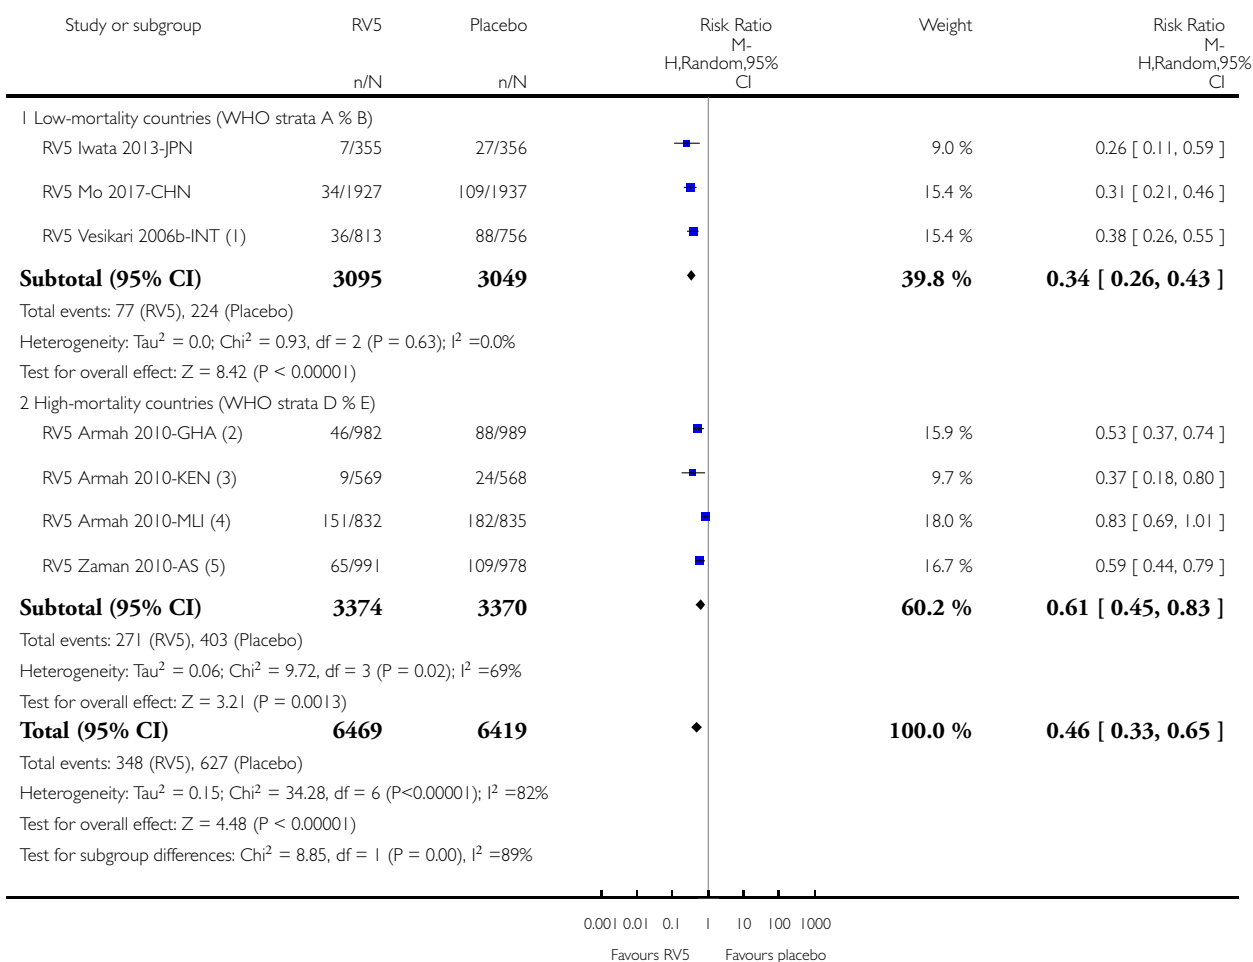 Study or subgroup RV5 Placebo Risk Ratio Weight Risk Ratio
M- M-
H,Random,95% H,Random,95%
n/N n/N CI CI
1 Low-mortality countries (WHO strata A % B)
RV5 Iwata 2013-JPN 7/355 27/356 9.0 % 0.26 [ 0.11, 0.59 ]
RV5 Mo 2017-CHN 34/1927 109/1937 15.4 % 0.31 [ 0.21, 0.46 ]
RV5 Vesikari 2006b-INT (1) 36/813 88/756 15.4 % 0.38 [ 0.26, 0.55 ]
Subtotal (95% CI) 3095 3049 39.8 % 0.34 [ 0.26, 0.43 ]
Total events: 77 (RV5), 224 (Placebo)
Heterogeneity: Tau² = 0.0; Chi² = 0.93, df = 2 (P = 0.63); I² =0.0%
Test for overall effect: Z = 8.42 (P < 0.00001)
2 High-mortality countries (WHO strata D % E)
RV5 Armah 2010-GHA (2) 46/982 88/989 15.9 % 0.53 [ 0.37, 0.74 ]
RV5 Armah 2010-KEN (3) 9/569 24/568 9.7 % 0.37 [ 0.18, 0.80 ]
RV5 Armah 2010-MLI (4) 151/832 182/835 18.0 % 0.83 [ 0.69, 1.01 ]
RV5 Zaman 2010-AS (5) 65/991 109/978 16.7 % 0.59 [ 0.44, 0.79 ]
Subtotal (95% CI) 3374 3370 60.2 % 0.61 [ 0.45, 0.83 ]
Total events: 271 (RV5), 403 (Placebo)
Heterogeneity: Tau² = 0.06; Chi² = 9.72, df = 3 (P = 0.02); I² =69%
Test for overall effect: Z = 3.21 (P = 0.0013)
Total (95% CI) 6469 6419 100.0 % 0.46 [ 0.33, 0.65 ]
Total events: 348 (RV5), 627 (Placebo)
Heterogeneity: Tau² = 0.15; Chi² = 34.28, df = 6 (P<0.00001); I² =82%
Test for overall effect: Z = 4.48 (P < 0.00001)
Test for subgroup differences: Chi² = 8.85, df = 1 (P = 0.00), I² =89%
0.001 0.01 0.1 1 10 100 1000
Favours RV5 Favours placebo